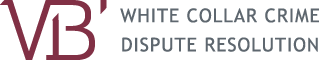 VB'
WHITE COLLAR CRIME
DISPUTE RESOLUTION